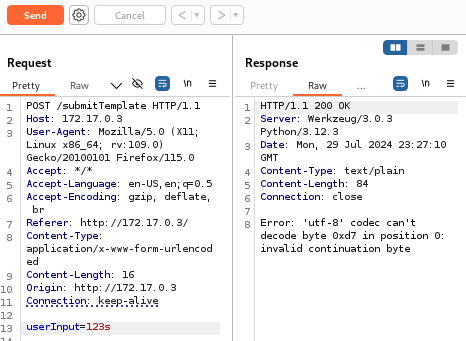 Send
Cancel
Request
Pretty
Raw
\n
1 POST /submitTemplate HTTP/1.1
2 Host: 172.17.0.3
3 User-Agent: Mozilla/5.0 (X11;
Linux x86_64; rv:109.0)
Gecko/20100101 Firefox/115.0
4 Accept: */*
5 Accept-Language: en-US,en;q=0.5
6 Accept-Encoding: gzip, deflate,
br
7 Referer: http://172.17.0.3/
8 Content-Type:
application/x-www-form-urlencod
ed
9 Content-Length: 16
10 Origin: http://172.17.0.3
11 Connection: keep-alive
12
13 userInput=123s
14
Response
Pretty
Raw
...
\n
1 HTTP/1.1 200 OK
2 Server: Werkzeug/3.0.3
Python/3.12.3
3 Date: Mon, 29 Jul 2024 23:27:10
GMT
4 Content-Type: text/plain
5 Content-Length: 84
6 Connection: close
7
8 Error: 'utf-8' codec can't
decode byte 0xd7 in position 0:
invalid continuation byte